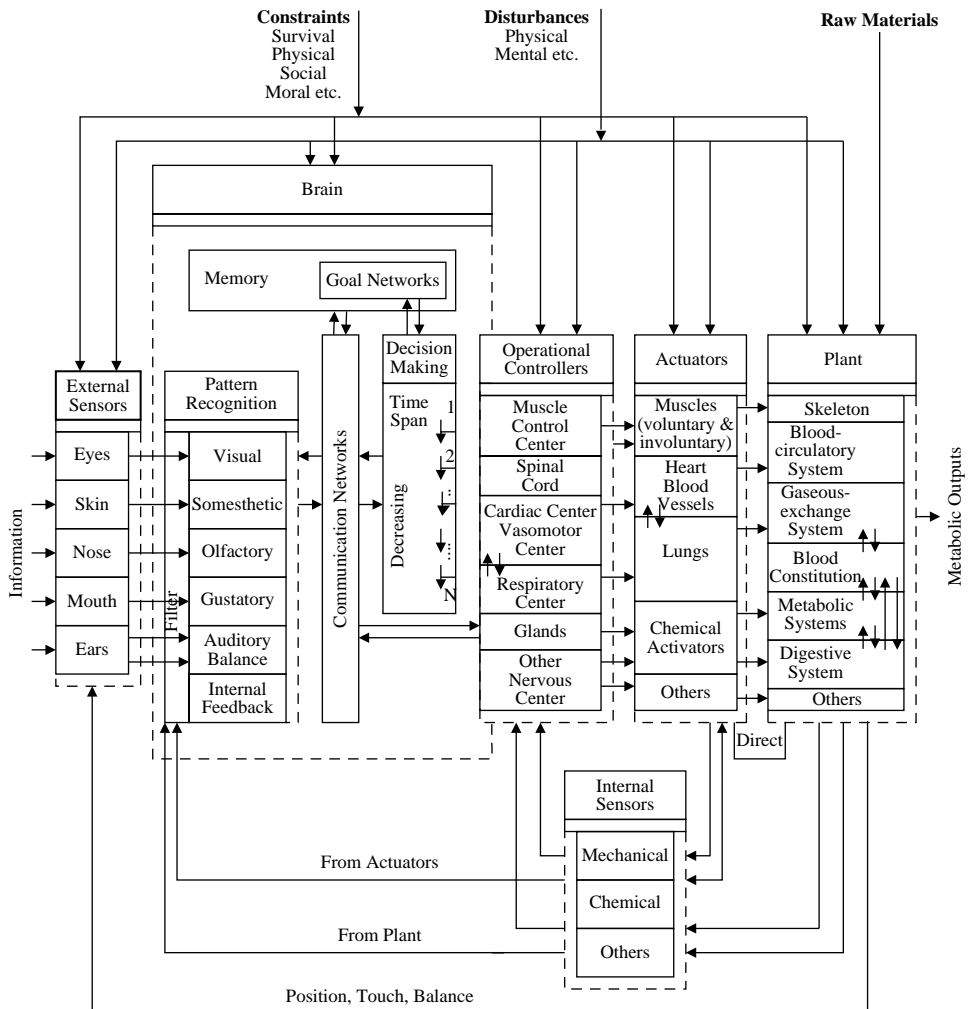 Constraints
Survival
Physical
Social
Moral etc.
Disturbances
Physical
Mental etc.
Raw Materials
Brain
Memory
Goal Networks
External
Sensors
Eyes
Skin
Nose
Mouth
Ears
Information
Pattern
Recognition
Filter
Visual
Somesthetic
Olfactory
Gustatory
Auditory
Balance
Internal
Feedback
Communication Networks
Decision
Making
Time
Span
Decreasing
1
2
..
....
N
Operational
Controllers
Muscle
Control
Center
Spinal
Cord
Cardiac Center
Vasomotor
Center
Respiratory
Center
Glands
Other
Nervous
Center
Actuators
Muscles
(voluntary &
involuntary)
Heart
Blood
Vessels
Lungs
Chemical
Activators
Others
Plant
Skeleton
Blood-
circulatory
System
Gaseous-
exchange
System
Blood
Constitution
Metabolic
Systems
Digestive
System
Others
Metabolic Outputs
Direct
Internal
Sensors
Mechanical
Chemical
Others
From Actuators
From Plant
Position, Touch, Balance